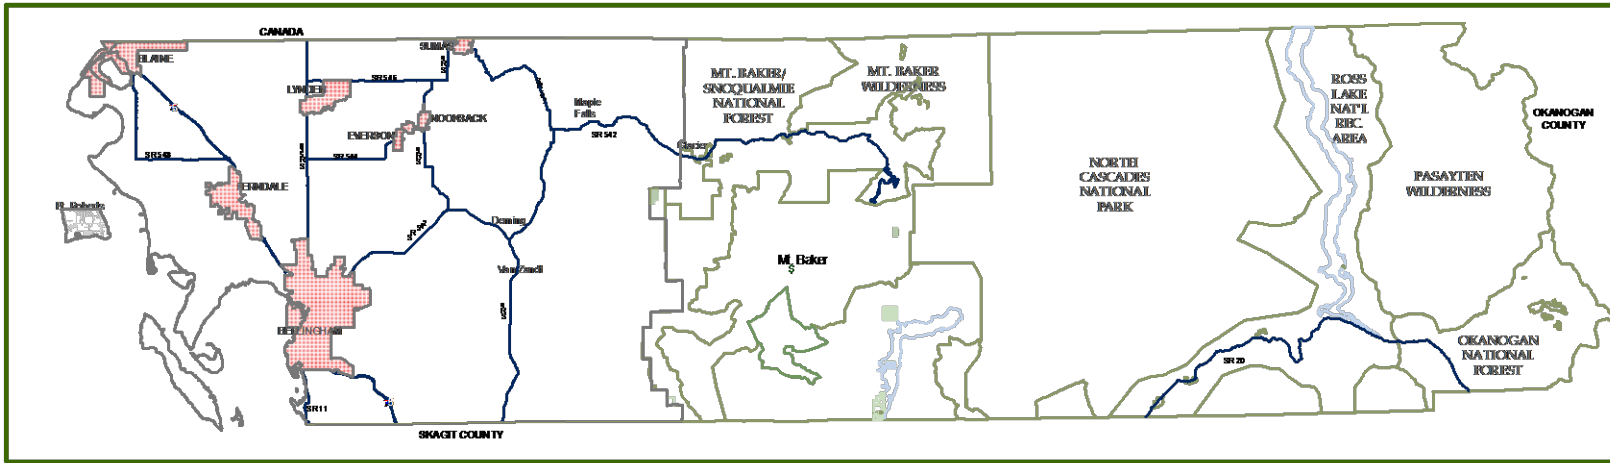 CANADA
BLAINE
SUMAS
SR 546
LYNDEN
NOOKSACK
EVERSON
SR 548
SR 544
FERNDALE
Pt. Roberts
Maple
Falls
SR 542
Glacier
Deming
Van Zandt
BELLINGHAM
SR 11
SKAGIT COUNTY
MT. BAKER/
SNOQUALMIE
NATIONAL
FOREST
MT. BAKER
WILDERNESS
Mt. Baker
NORTH
CASCADES
NATIONAL
PARK
ROSS
LAKE
NAT'L
REC.
AREA
PASAYTEN
WILDERNESS
OKANOGAN
COUNTY
OKANOGAN
NATIONAL
FOREST
SR 20